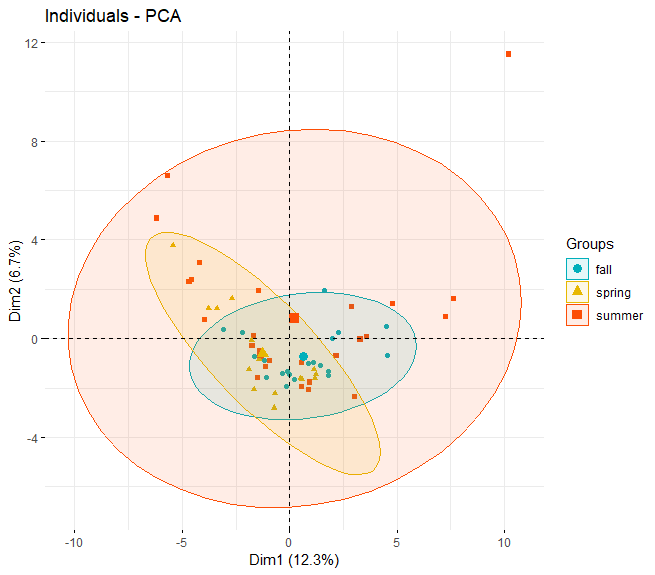 Individuals - PCA
12
8
4
0
-4
-10
-5
0
5
10
Dim1 (12.3%)
Dim2 (6.7%)
Groups
fall
spring
summer